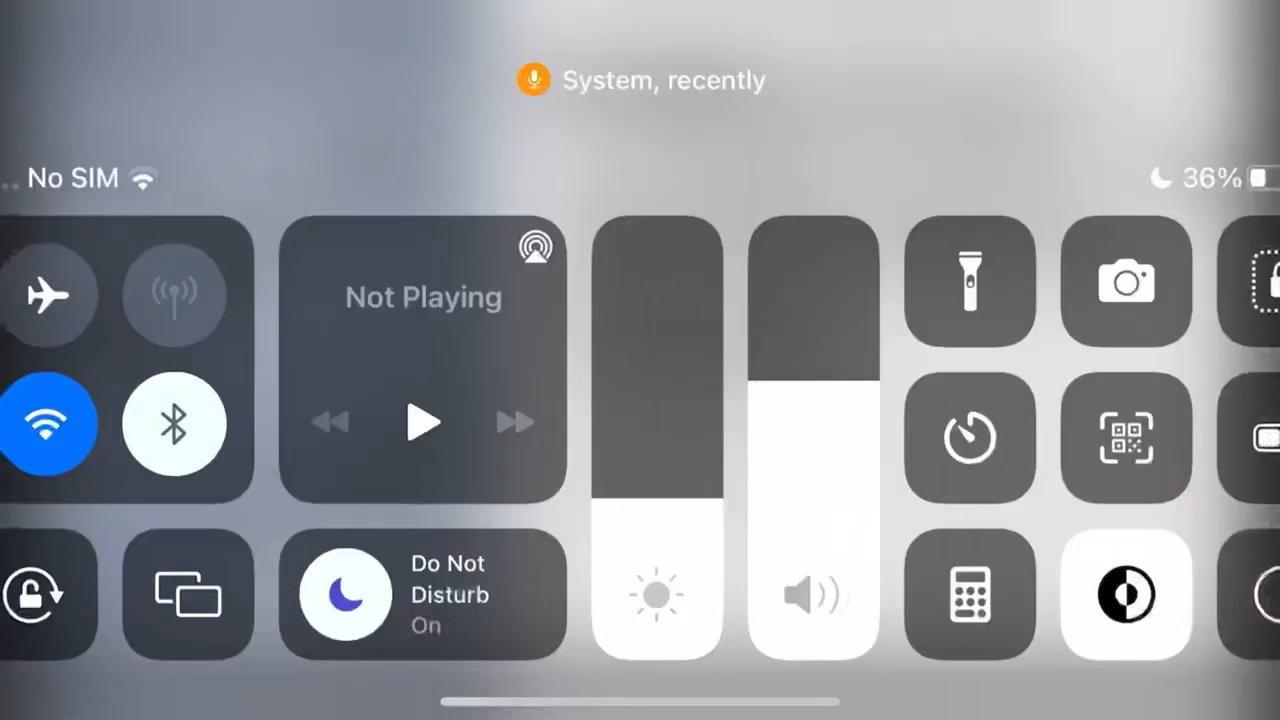 System, recently
No SIM
36%
Not Playing
Do Not
Disturb
On